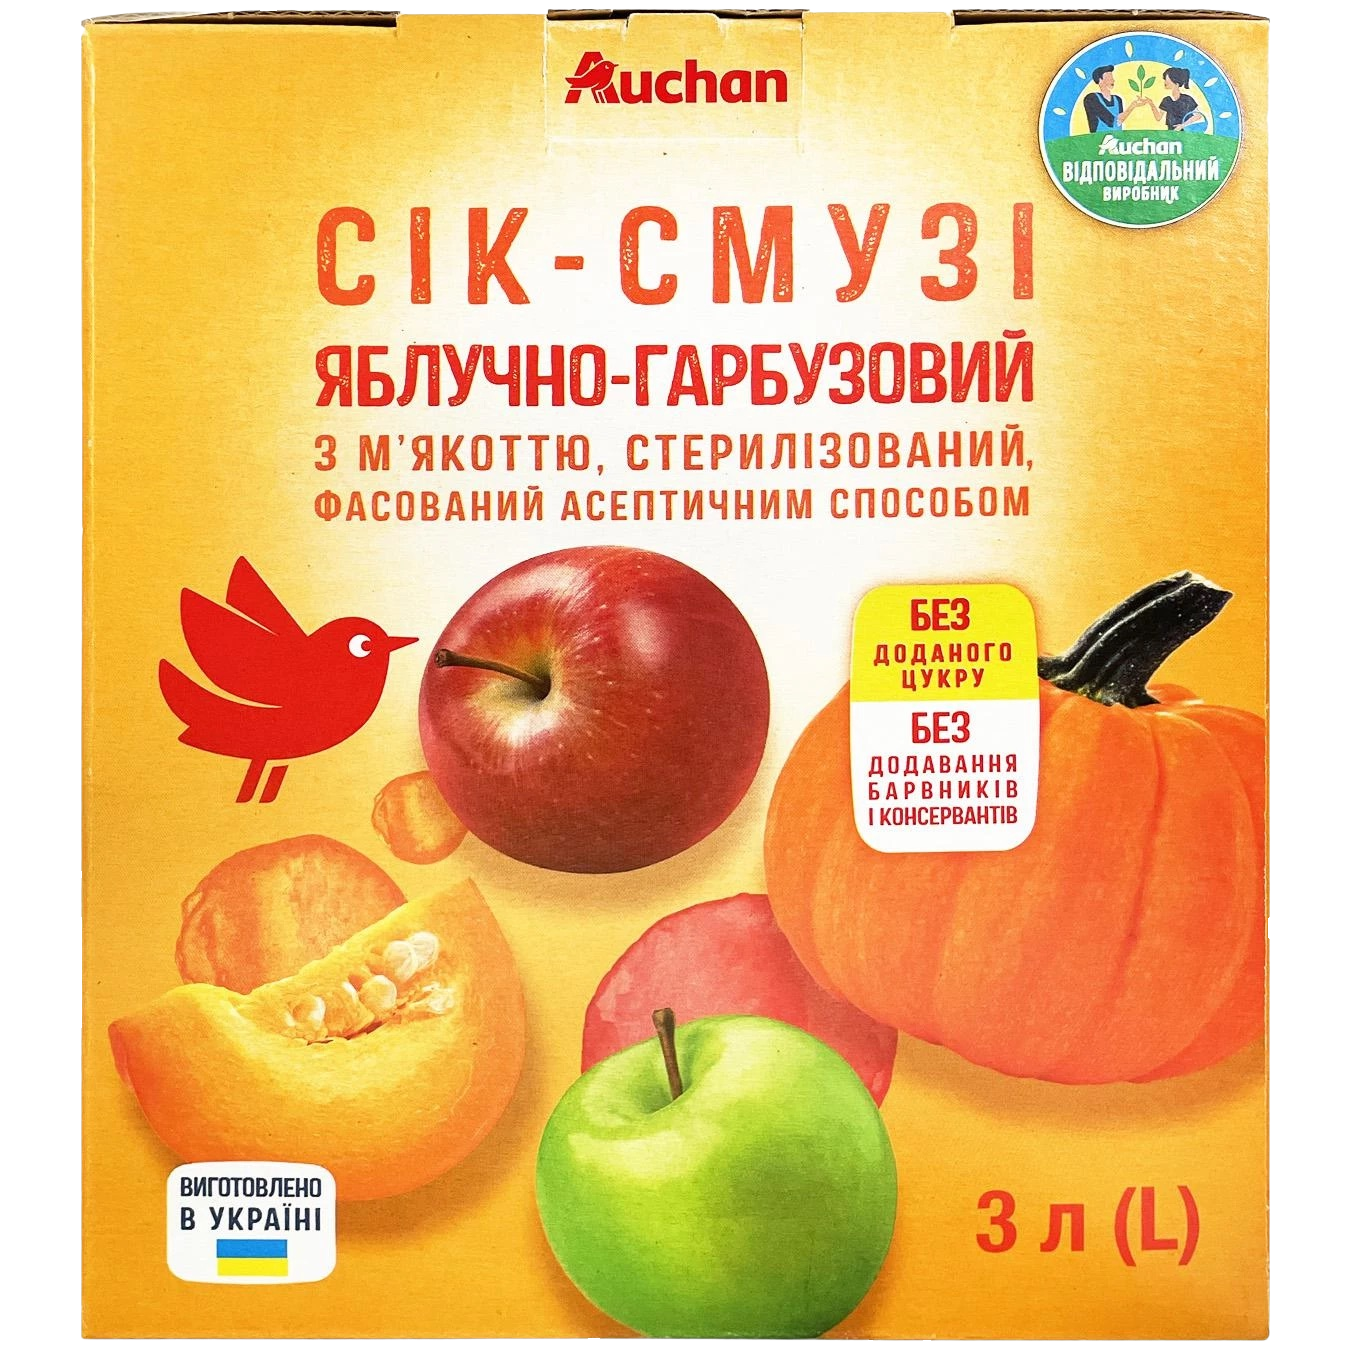 Auchan
Auchan
ВІДПОВІДАЛЬНИЙ
ВИРОБНИК
СІК-СМУЗІ
ЯБЛУЧНО-ГАРБУЗОВИЙ
З М'ЯКОТТЮ, СТЕРИЛІЗОВАНИЙ,
ФАСОВАНИЙ АСЕПТИЧНИМ СПОСОБОМ
БЕЗ
ДОДАНОГО
ЦУКРУ
БЕЗ
ДОДАВАННЯ
БАРВНИКІВ
І КОНСЕРВАНТІВ
ВИГОТОВЛЕНО
В УКРАЇНІ
3 л (L)